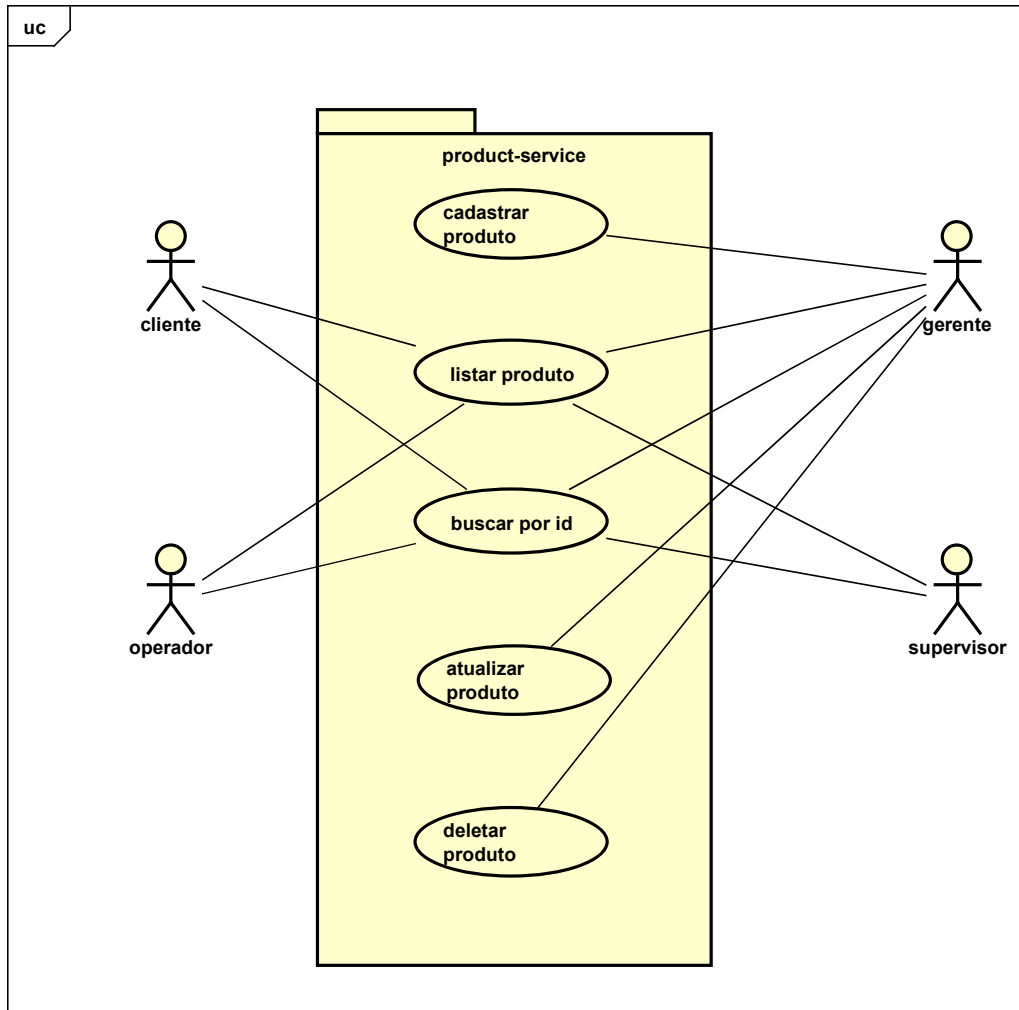 uc
product-service
cadastrar
produto
cliente
gerente
listar produto
buscar por id
operador
supervisor
atualizar
produto
deletar
produto